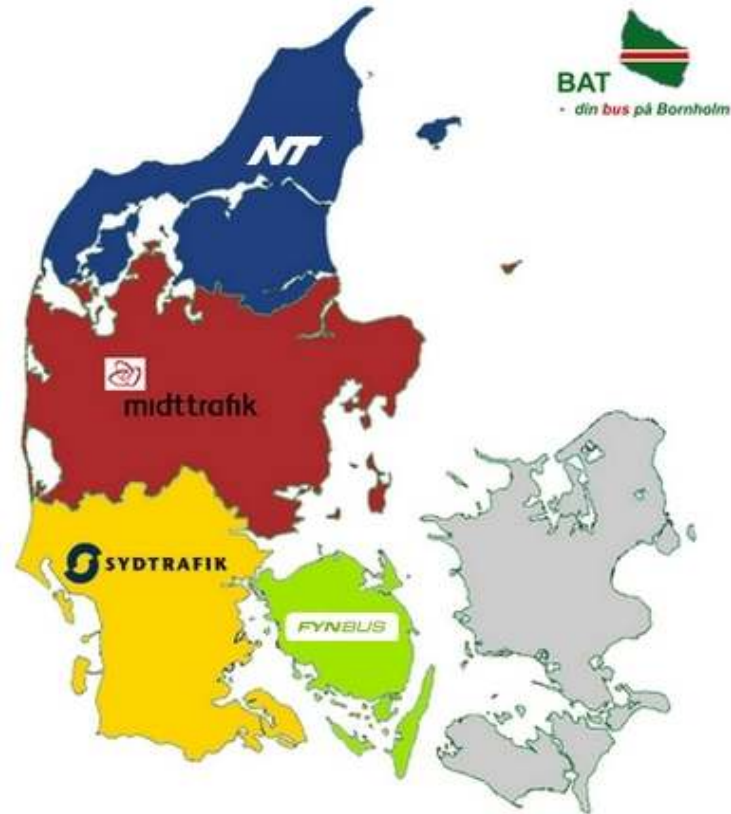 NT
BAT
- din bus på Bornholm
midttrafik
SYDTRAFIK
FYNBUS